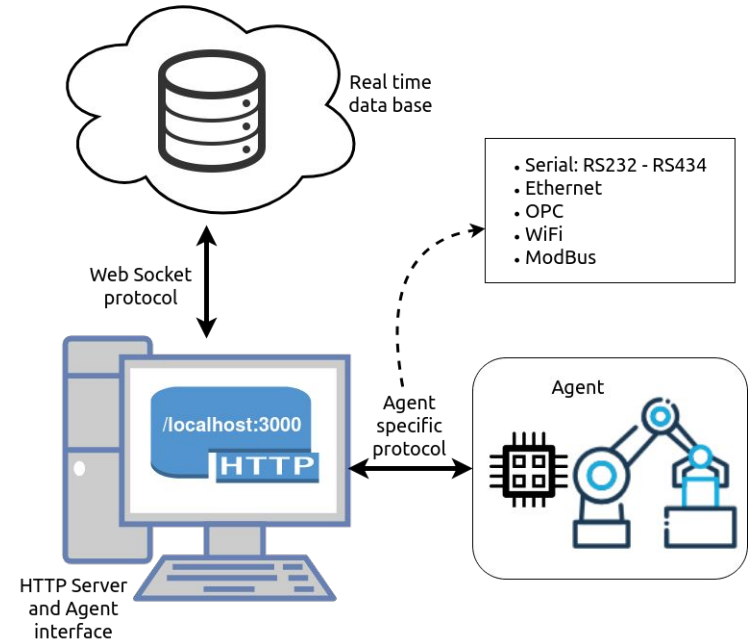 Real time
data base
• Serial: RS232 - RS434
• Ethernet
• OPC
• WiFi
• ModBus
Web Socket
protocol
/localhost:3000
HTTP
Agent
specific
protocol
Agent
HTTP Server
and Agent
interface